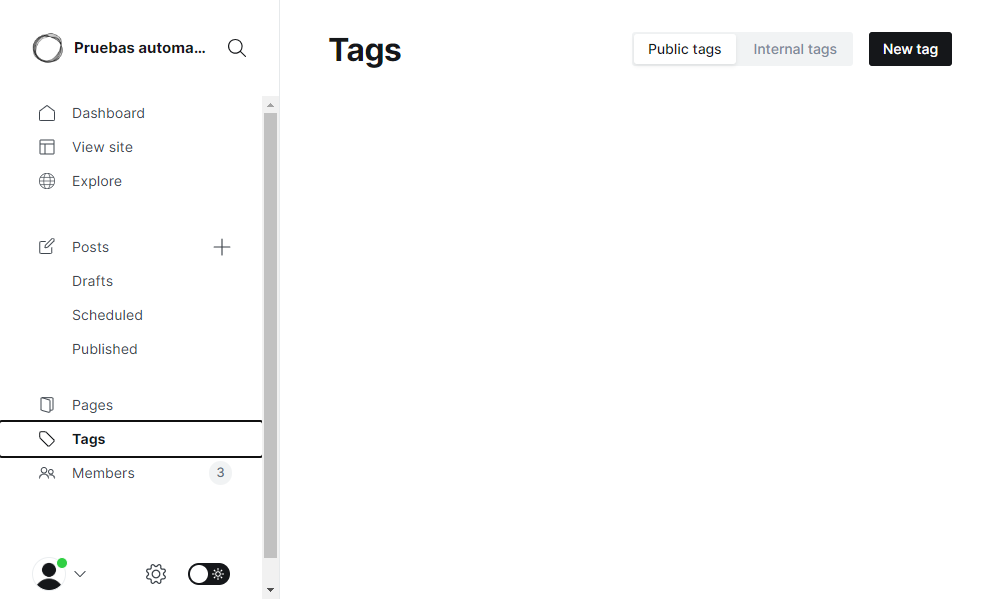 Pruebas automa...
Dashboard
View site
Explore
Posts
Drafts
Scheduled
Published
Pages
Tags
Members 3
Tags
Public tags Internal tags New tag